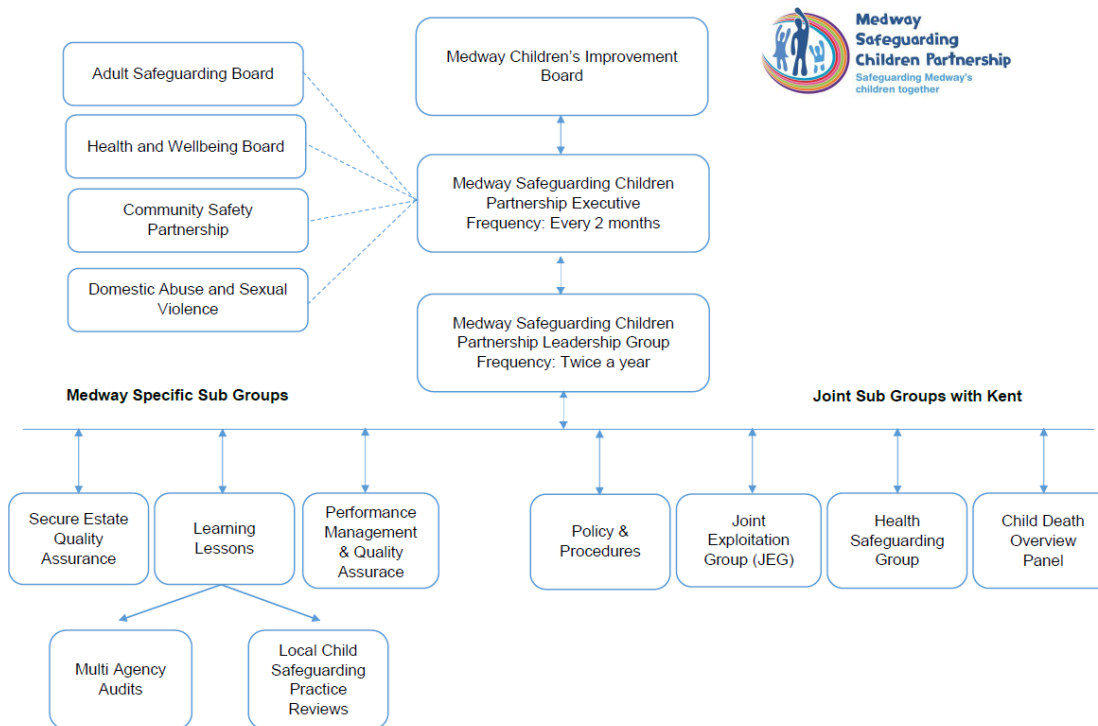 Medway
Safeguarding
Children Partnership
Safeguarding Medway's
children together
Medway Children's Improvement
Board
Adult Safeguarding Board
Health and Wellbeing Board
Community Safety
Partnership
Domestic Abuse and Sexual
Violence
Medway Safeguarding Children
Partnership Executive
Frequency: Every 2 months
Medway Safeguarding Children
Partnership Leadership Group
Frequency: Twice a year
Medway Specific Sub Groups
Joint Sub Groups with Kent
Secure Estate
Quality
Assurance
Learning
Lessons
Performance
Management
& Quality
Assurace
Policy &
Procedures
Joint
Exploitation
Group (JEG)
Health
Safeguarding
Group
Child Death
Overview
Panel
Multi Agency
Audits
Local Child
Safeguarding
Practice
Reviews